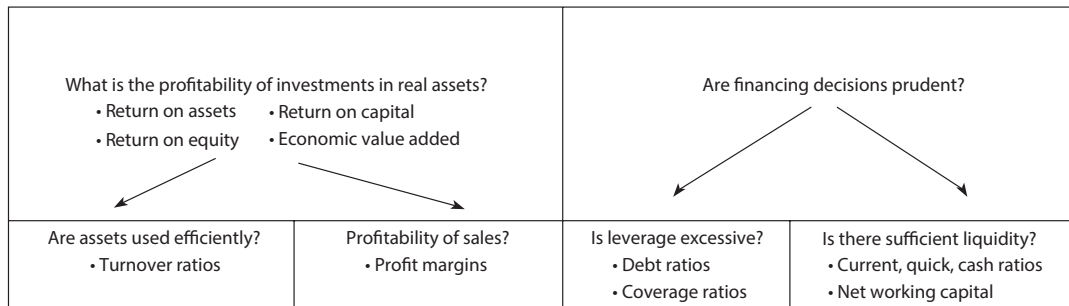 What is the profitability of investments in real assets?
• Return on assets • Return on capital
• Return on equity • Economic value added
Are financing decisions prudent?
Are assets used efficiently?
• Turnover ratios
Profitability of sales?
• Profit margins
Is leverage excessive?
• Debt ratios
• Coverage ratios
Is there sufficient liquidity?
• Current, quick, cash ratios
• Net working capital